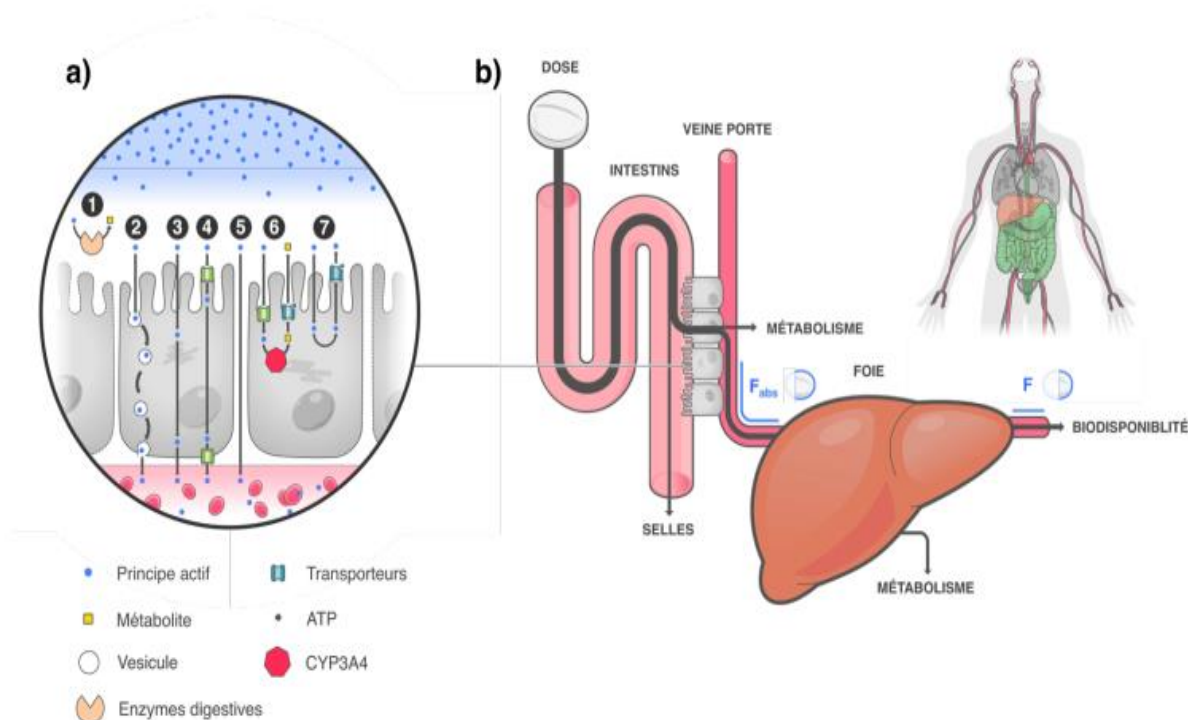 a)
1
2
3
4
5
6
7
Principe actif
Métabolite
Vesicule
Enzymes digestives
Transporteurs
ATP
CYP3A4
b)
DOSE
INTESTINS
VEINE PORTE
MÉTABOLISME
Fabs
FOIE
F
BIODISPONIBLITÉ
SELLES
MÉTABOLISME